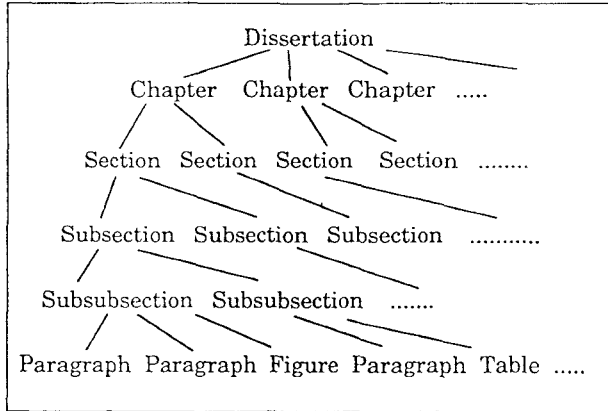 Dissertation
Chapter Chapter Chapter .....
Section Section Section Section ........
Subsection Subsection Subsection ...........
Subsubsection Subsubsection .......
Paragraph Paragraph Figure Paragraph Table .....